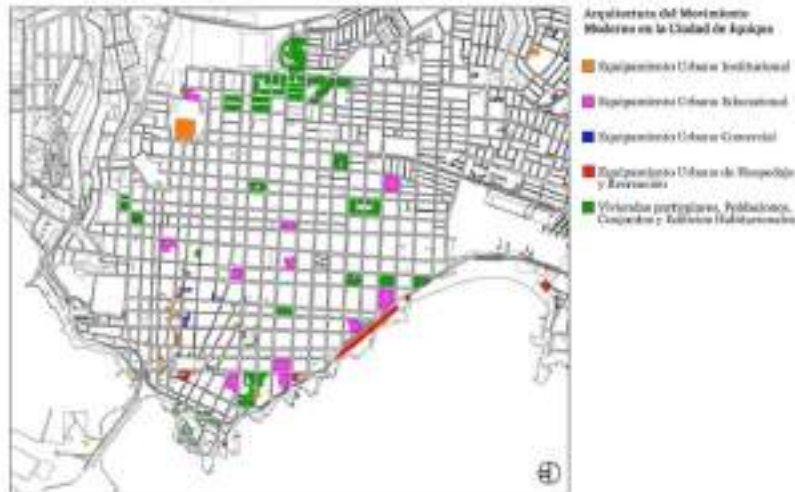 Arquitectura del Movimiento
Moderno en la Ciudad de Iquique
Equipamiento Urbano Institucional
Equipamiento Urbano Educacional
Equipamiento Urbano Comercial
Equipamiento Urbano de Hospedaje
y Recreación
Viviendas particulares, Poblaciones,
Conjuntos y Edificios Habitacionales